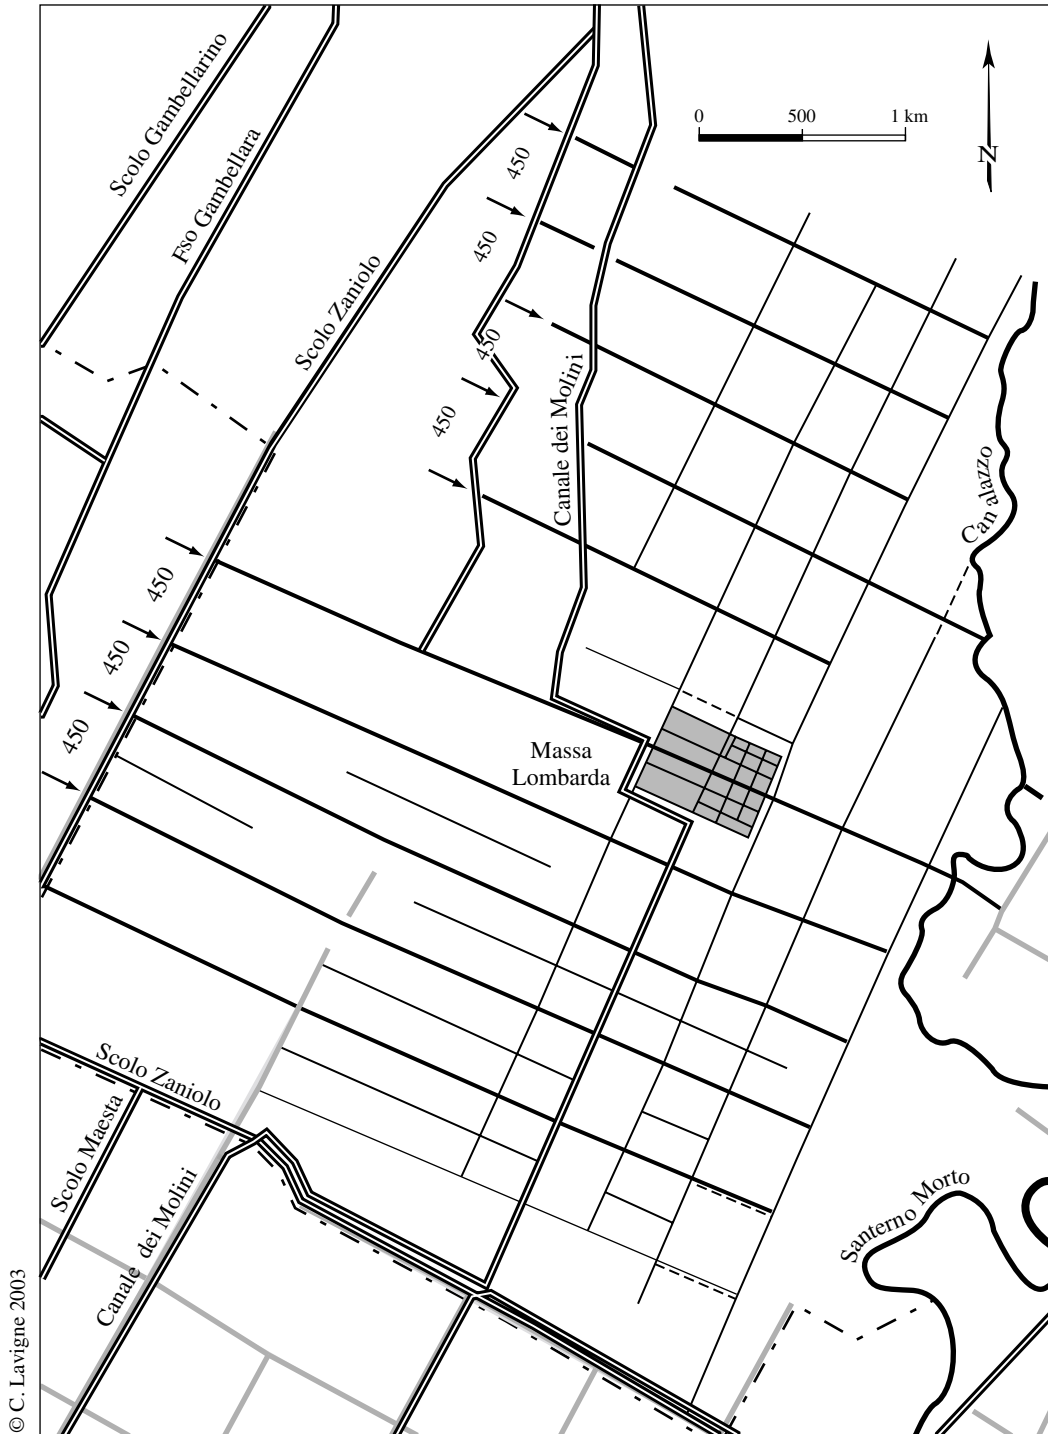 Scolo Gambellarino
Fso Gambellara
Scolo Zaniolo
0 500 1 km
N
450
450
450
450
Canale dei Molini
Canalazzo
450
450
450
Massa
Lombarda
Scolo Zaniolo
Scolo Maesta
Canale dei Molini
Santerno Morto
© C. Lavigne 2003